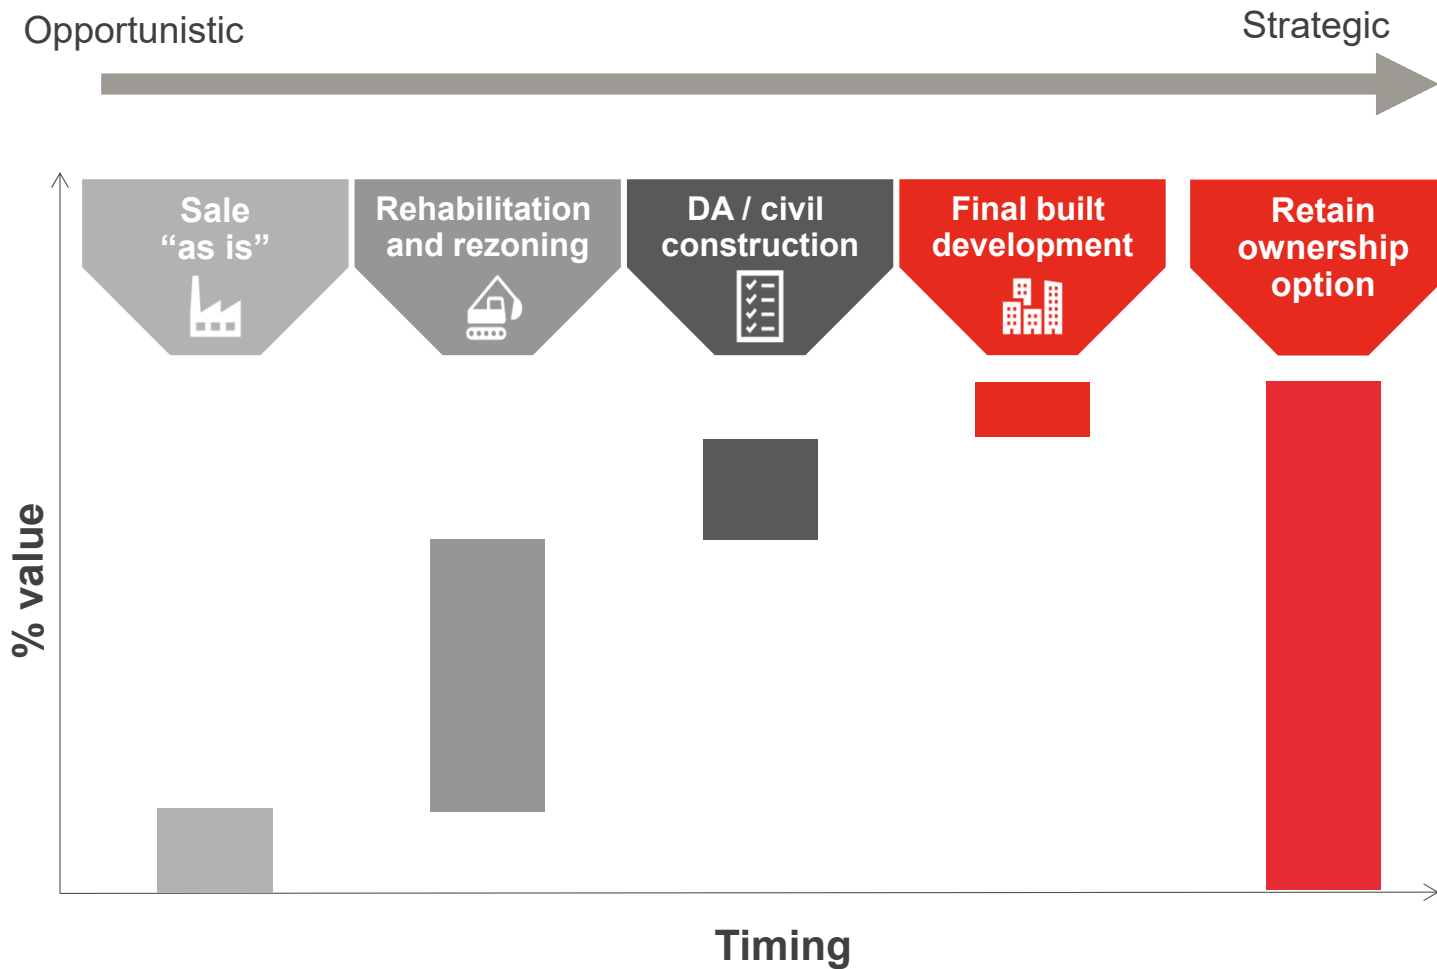 Opportunistic
Strategic
Sale
“as is”
Rehabilitation
and rezoning
DA / civil
construction
Final built
development
Retain
ownership
option
% value
Timing